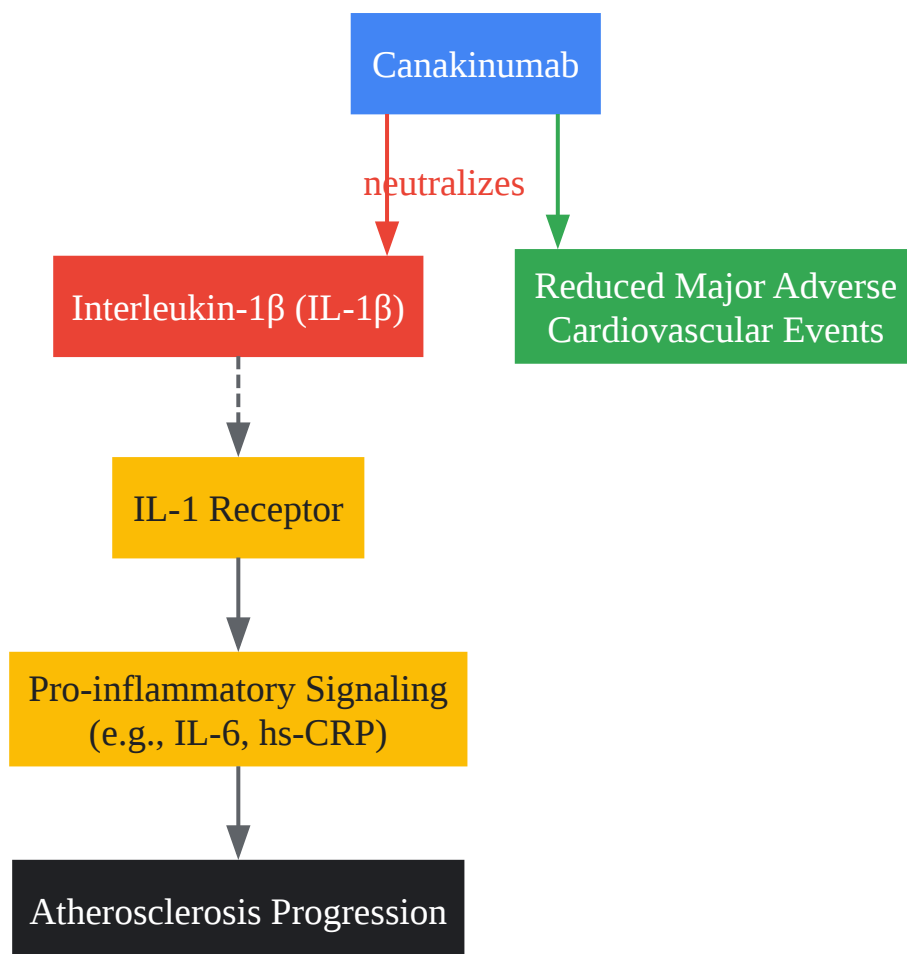 Canakinumab
neutralizes
Interleukin-1β (IL-1β)
Reduced Major Adverse
Cardiovascular Events
IL-1 Receptor
Pro-inflammatory Signaling
(e.g., IL-6, hs-CRP)
Atherosclerosis Progression